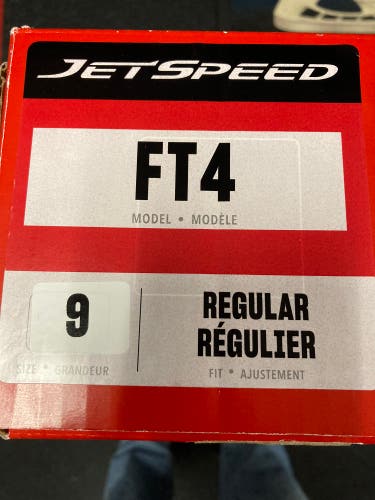 JETSPEED
FT4
MODEL • MODÈLE
9
SIZE • GRANDEUR
REGULAR
RÉGULIER
FIT • AJUSTEMENT